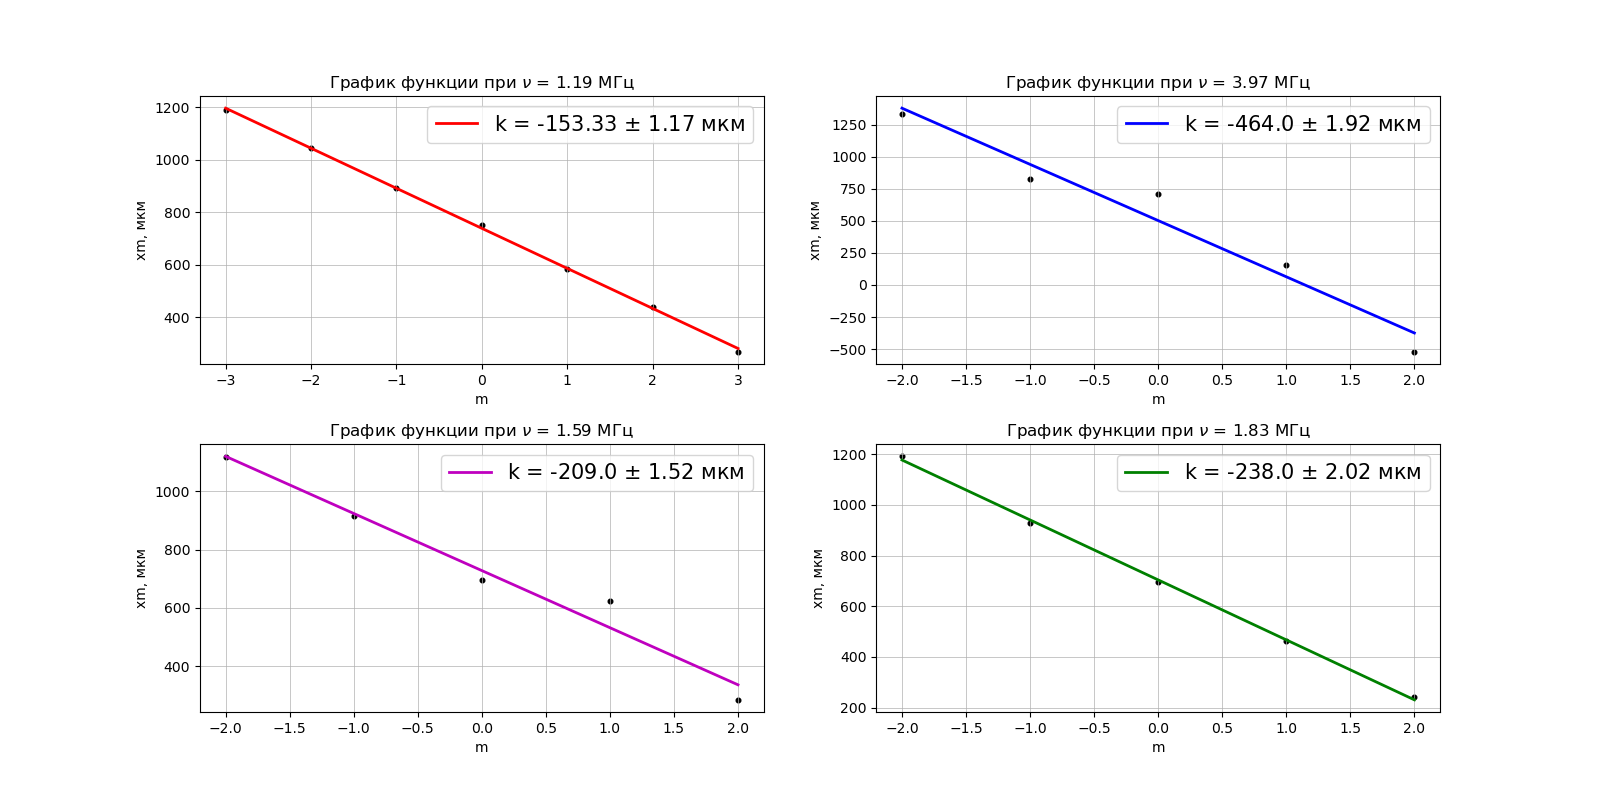 График функции при ν = 1.19 МГц
k = -153.33 ± 1.17 мкм
xm, мкм
1200
1000
800
600
400
−3 −2 −1 0 1 2 3
m
График функции при ν = 3.97 МГц
k = -464.0 ± 1.92 мкм
xm, мкм
1250
1000
750
500
250
0
−250
−500
−2.0 −1.5 −1.0 −0.5 0.0 0.5 1.0 1.5 2.0
m
График функции при ν = 1.59 МГц
k = -209.0 ± 1.52 мкм
xm, мкм
1000
800
600
400
−2.0 −1.5 −1.0 −0.5 0.0 0.5 1.0 1.5 2.0
m
График функции при ν = 1.83 МГц
k = -238.0 ± 2.02 мкм
xm, мкм
1200
1000
800
600
400
200
−2.0 −1.5 −1.0 −0.5 0.0 0.5 1.0 1.5 2.0
m